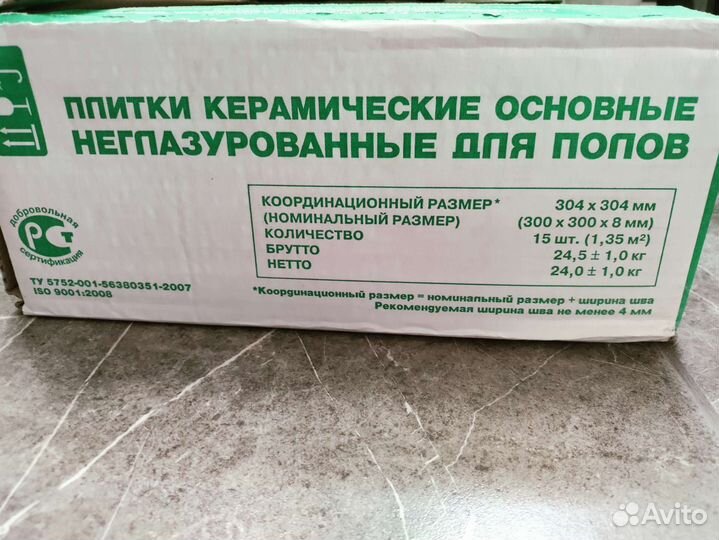 ПЛИТКИ КЕРАМИЧЕСКИЕ ОСНОВНЫЕ
НЕГЛАЗУРОВАННЫЕ ДЛЯ ПОЛОВ
добровольная
РСТ
сертификация
КООРДИНАЦИОННЫЙ РАЗМЕР* 304 x 304 мм
(НОМИНАЛЬНЫЙ РАЗМЕР) (300 x 300 x 8 мм)
КОЛИЧЕСТВО 15 шт. (1,35 м²)
БРУТТО 24,5 ± 1,0 кг
НЕТТО 24,0 ± 1,0 кг
ТУ 5752-001-56380351-2007
ISO 9001:2008
*Координационный размер = номинальный размер + ширина шва
Рекомендуемая ширина шва не менее 4 мм
Avito